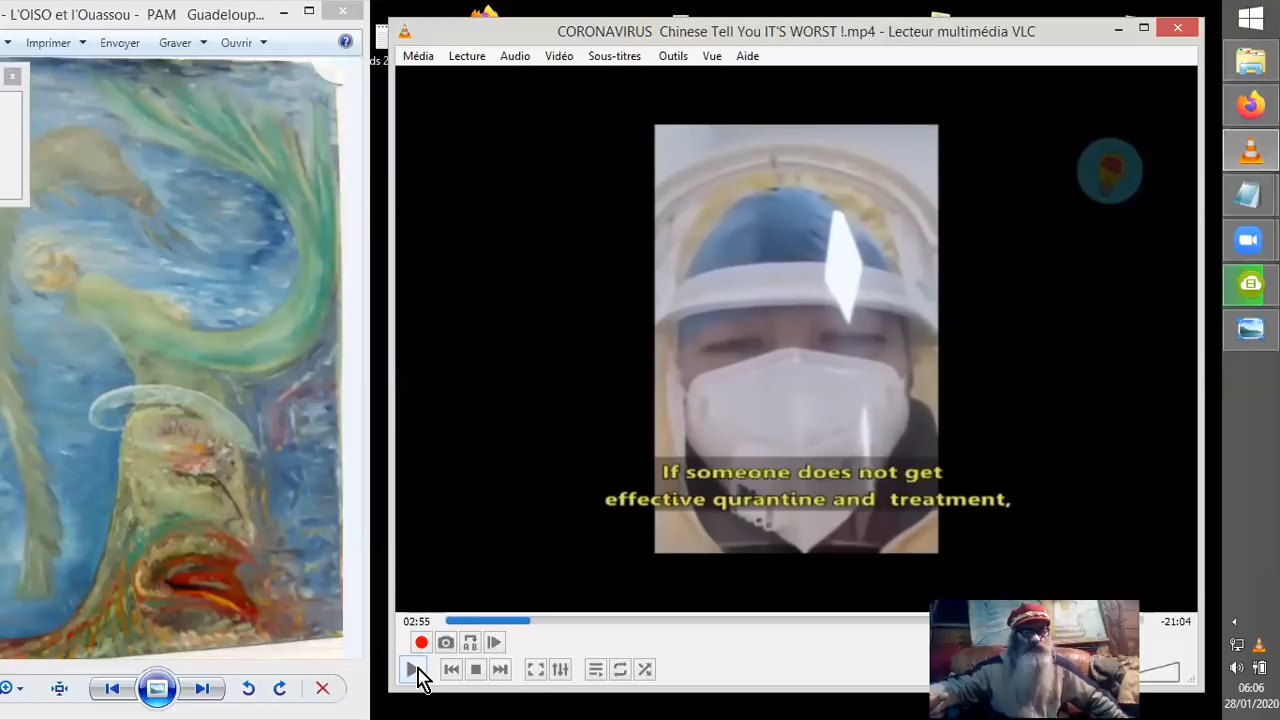 - L'OISO et l'Ouassou - PAM Guadeloup...
Imprimer Envoyer Graver Ouvrir
CORONAVIRUS Chinese Tell You IT'S WORST !.mp4 - Lecteur multimédia VLC
Média Lecture Audio Vidéo Sous-titres Outils Vue Aide
ds 2
If someone does not get
effective qurantine and treatment,
02:55 -21:04
A B
06:06
28/01/2020